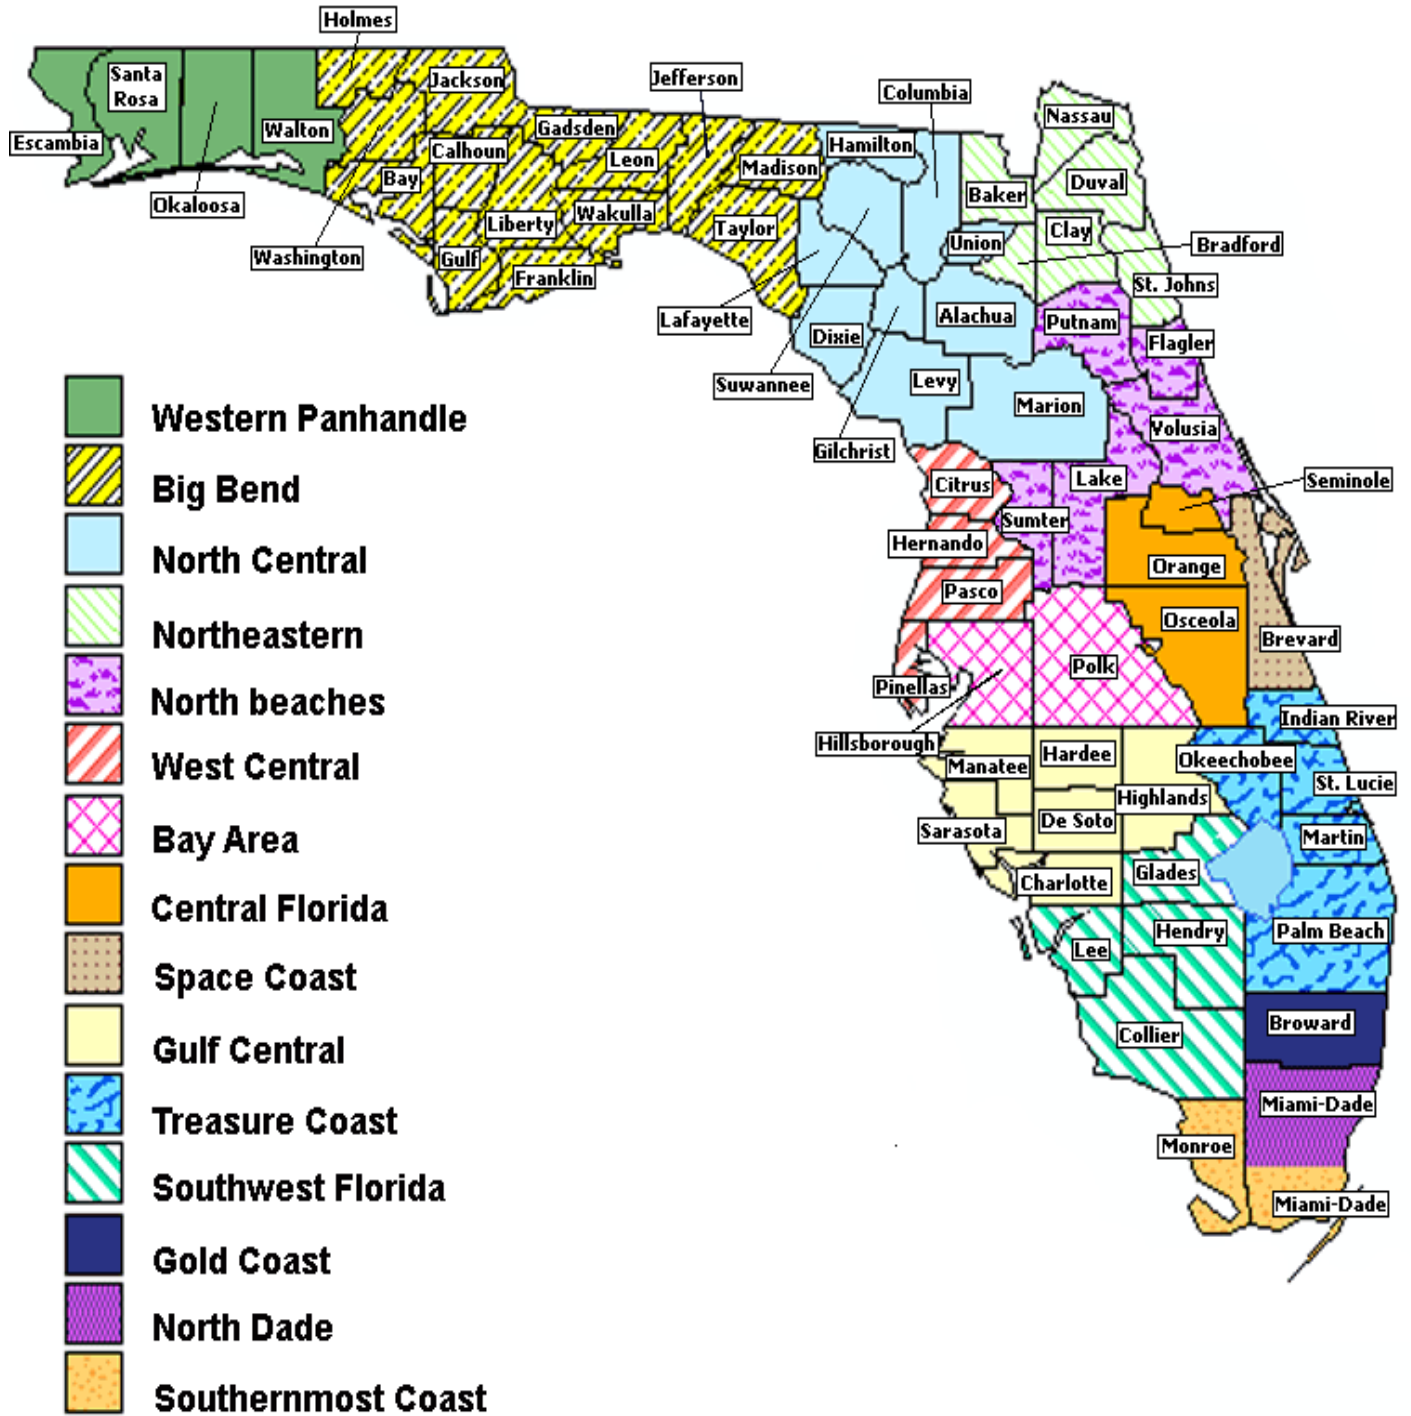 Holmes
Santa
Rosa
Jackson
Jefferson
Columbia
Nassau
Escambia
Walton
Gadsden
Hamilton
Calhoun
Leon
Madison
Bay
Baker
Duval
Okaloosa
Liberty
Wakulla
Taylor
Union
Clay
Bradford
Washington
Gulf
Franklin
St. Johns
Lafayette
Alachua
Putnam
Dixie
Flagler
Suwannee
Levy
Marion
Volusia
Gilchrist
Citrus
Lake
Seminole
Sumter
Hernando
Orange
Pasco
Osceola
Brevard
Polk
Pinellas
Indian River
Hillsborough
Hardee
Okeechobee
Manatee
St. Lucie
Highlands
De Soto
Sarasota
Martin
Glades
Charlotte
Hendry
Palm Beach
Lee
Broward
Collier
Miami-Dade
Monroe
Miami-Dade
Western Panhandle
Big Bend
North Central
Northeastern
North beaches
West Central
Bay Area
Central Florida
Space Coast
Gulf Central
Treasure Coast
Southwest Florida
Gold Coast
North Dade
Southernmost Coast